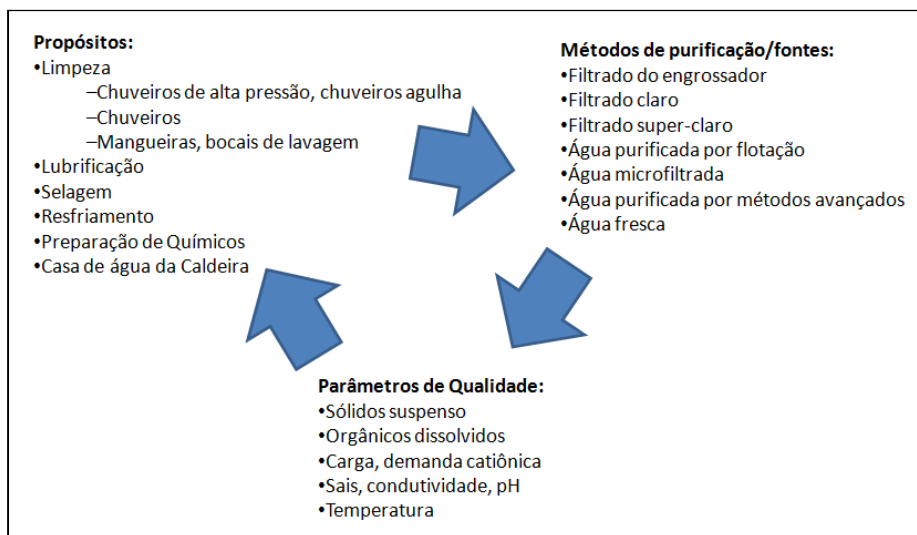 Propósitos:
•Limpeza
–Chuveiros de alta pressão, chuveiros agulha
–Chuveiros
–Mangueiras, bocais de lavagem
•Lubrificação
•Selagem
•Resfriamento
•Preparação de Químicos
•Casa de água da Caldeira
Métodos de purificação/fontes:
•Filtrado do engrossador
•Filtrado claro
•Filtrado super-claro
•Água purificada por flotação
•Água microfiltrada
•Água purificada por métodos avançados
•Água fresca
Parâmetros de Qualidade:
•Sólidos suspenso
•Orgânicos dissolvidos
•Carga, demanda catiônica
•Sais, condutividade, pH
•Temperatura